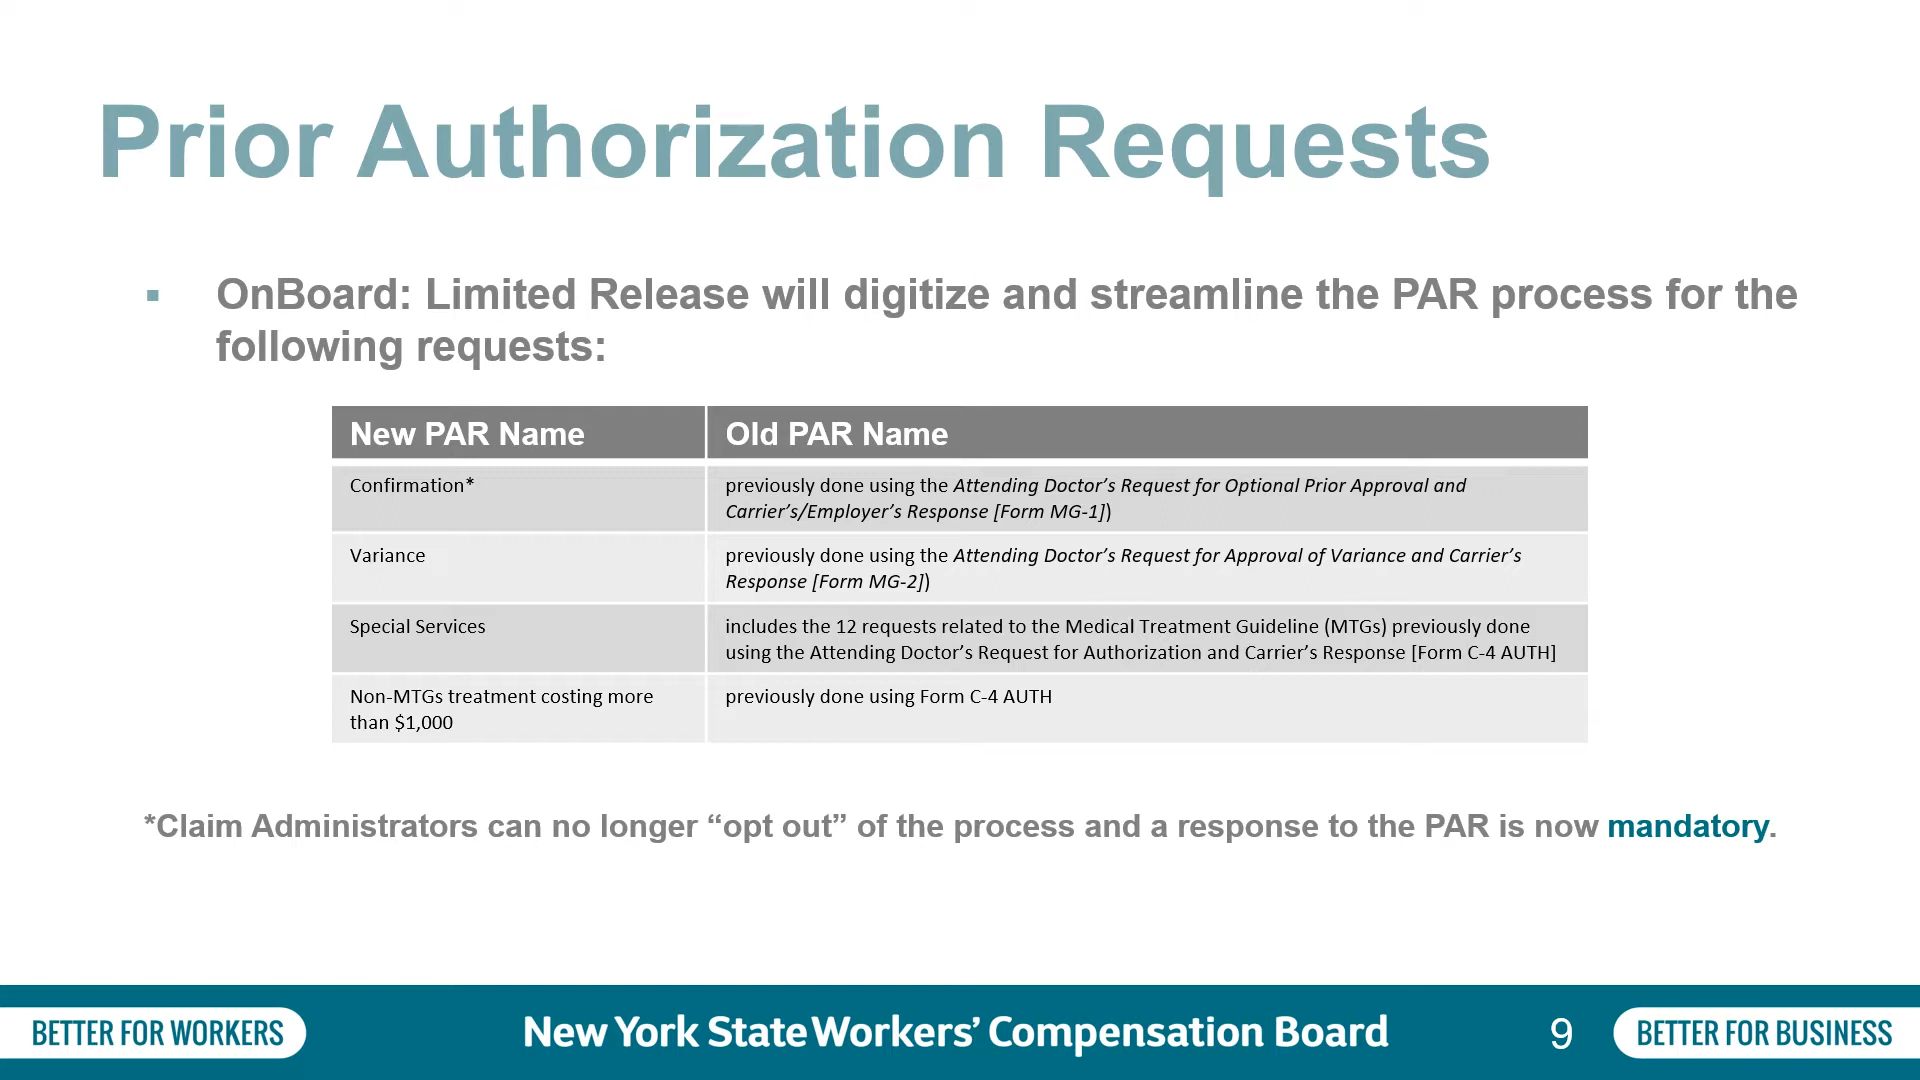 Prior Authorization Requests
▪ OnBoard: Limited Release will digitize and streamline the PAR process for the
following requests:
New PAR Name
Old PAR Name
Confirmation*
previously done using the Attending Doctor’s Request for Optional Prior Approval and
Carrier’s/Employer’s Response [Form MG-1])
Variance
previously done using the Attending Doctor’s Request for Approval of Variance and Carrier’s
Response [Form MG-2])
Special Services
includes the 12 requests related to the Medical Treatment Guideline (MTGs) previously done
using the Attending Doctor’s Request for Authorization and Carrier’s Response [Form C-4 AUTH]
Non-MTGs treatment costing more
than $1,000
previously done using Form C-4 AUTH
*Claim Administrators can no longer “opt out” of the process and a response to the PAR is now mandatory.
BETTER FOR WORKERS
New York State Workers’ Compensation Board
9
BETTER FOR BUSINESS